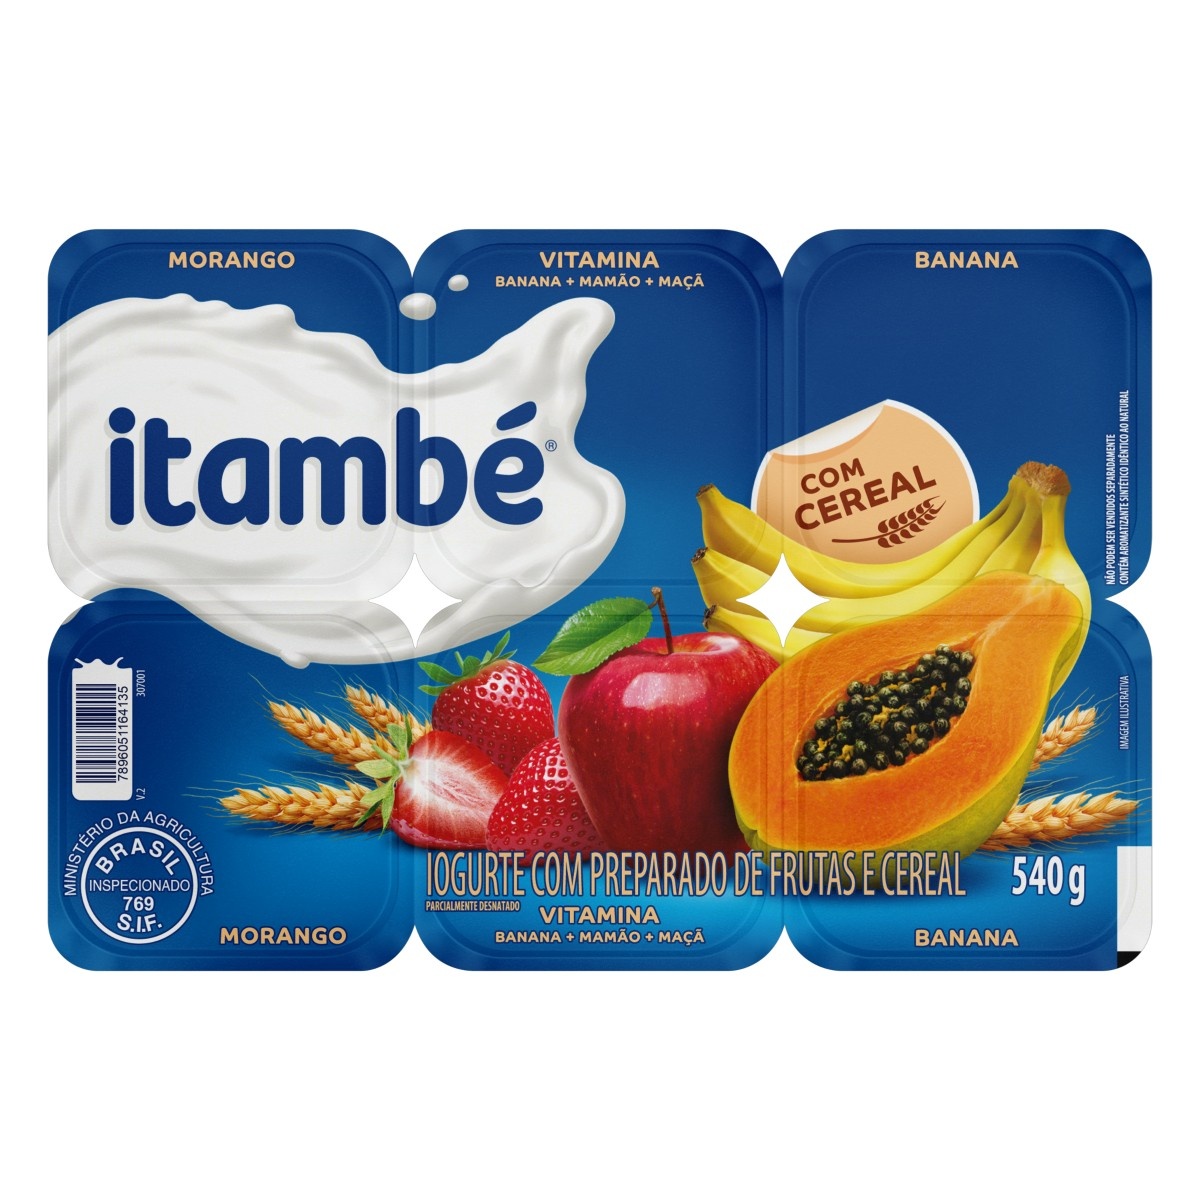 MORANGO
VITAMINA
BANANA + MAMÃO + MAÇÃ
BANANA
itambé®
COM
CEREAL
NÃO PODEM SER VENDIDOS SEPARADAMENTE
CONTÉM AROMATIZANTE SINTÉTICO IDÊNTICO AO NATURAL
7896051164135
307001
V.2
IMAGEM ILUSTRATIVA
MINISTÉRIO DA AGRICULTURA
BRASIL
INSPECIONADO
769
S.I.F.
IOGURTE COM PREPARADO DE FRUTAS E CEREAL
540 g
PARCIALMENTE DESNATADO
MORANGO
VITAMINA
BANANA + MAMÃO + MAÇÃ
BANANA